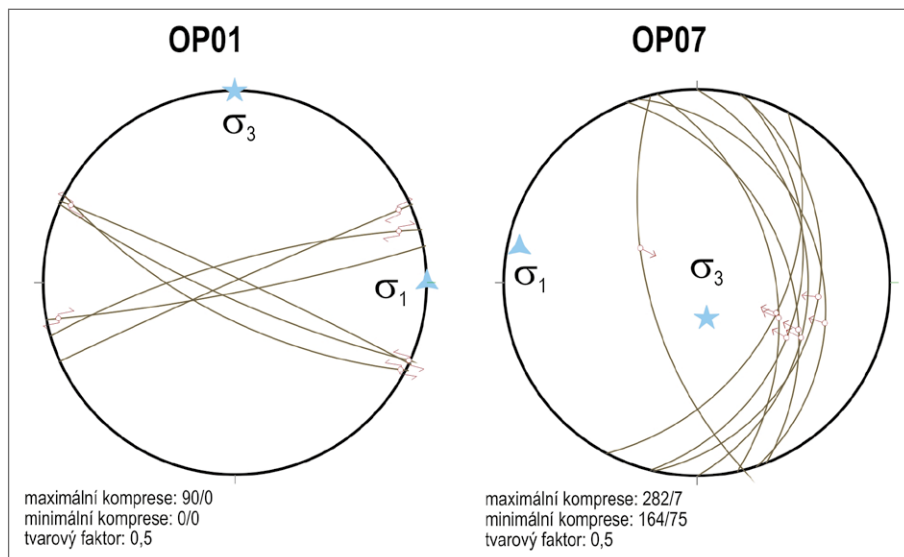 OP01
σ3
σ1
maximální komprese: 90/0
minimální komprese: 0/0
tvarový faktor: 0,5
OP07
σ1
σ3
maximální komprese: 282/7
minimální komprese: 164/75
tvarový faktor: 0,5